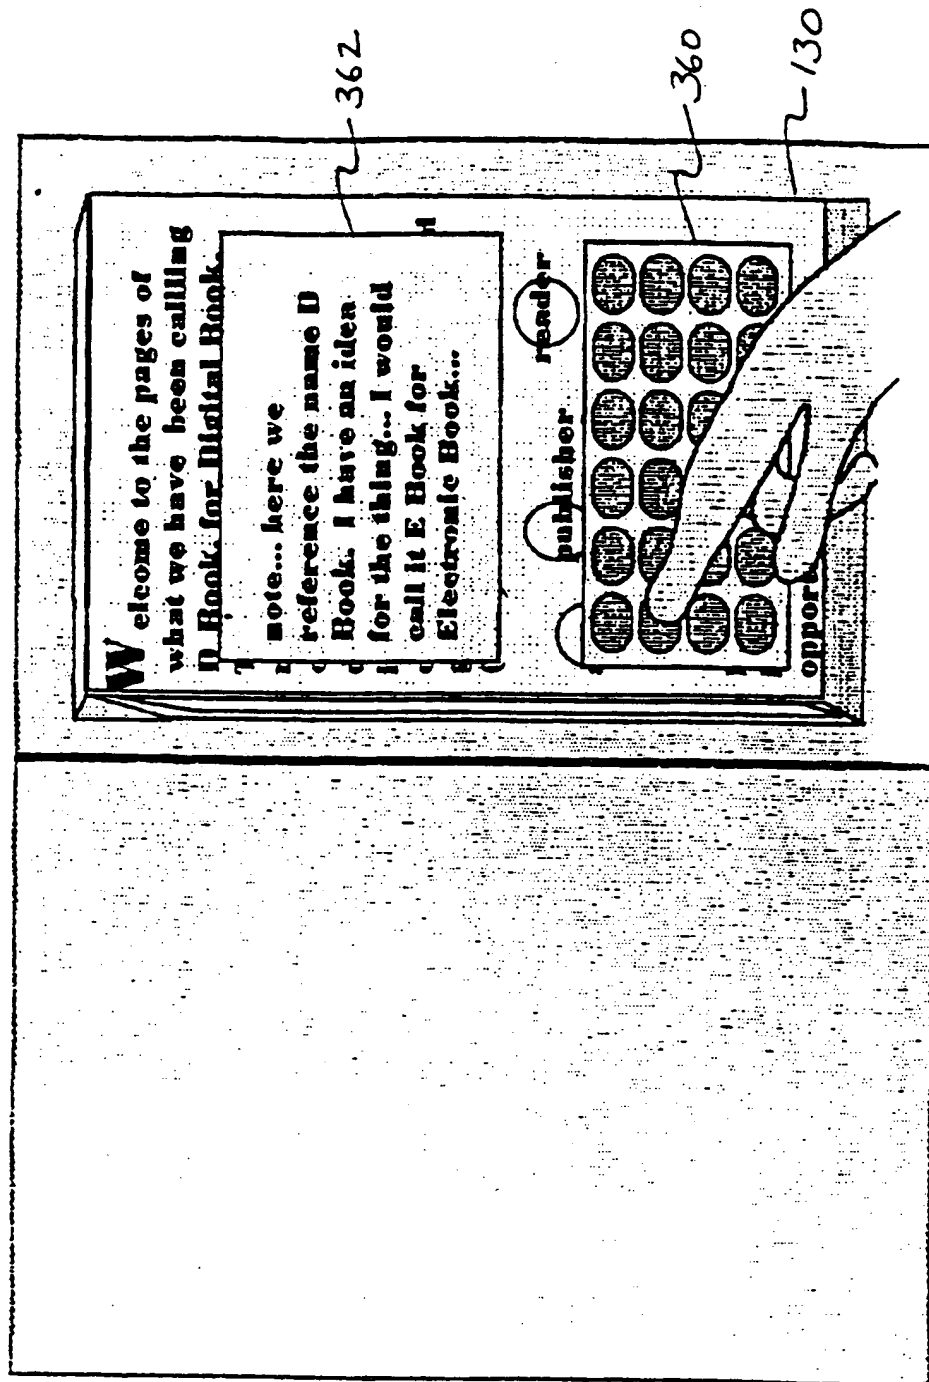 Welcome to the pages of
what we have been callling
D Book. for Digital Book.
note... here we
reference the name D
Book. I have an idea
for the thing... I would
call it E Book for
Electronic Book...
publisher
reader
362
360
130